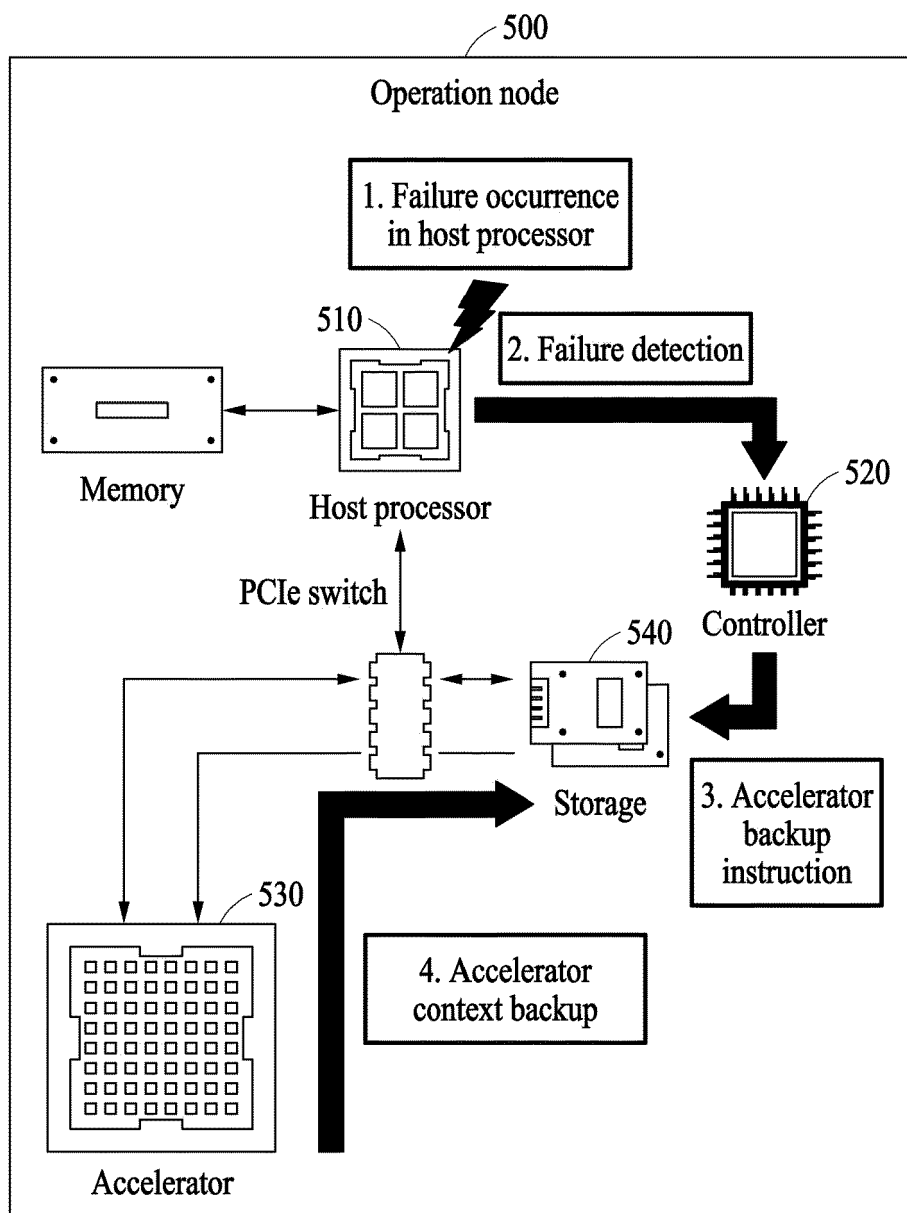 500
Operation node
1. Failure occurrence
in host processor
510
2. Failure detection
Memory
Host processor
520
Controller
PCIe switch
540
Storage
3. Accelerator
backup
instruction
530
4. Accelerator
context backup
Accelerator